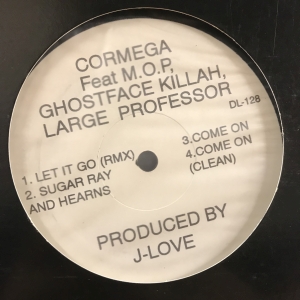 CORMEGA
Feat M.O.P,
GHOSTFACE KILLAH,
LARGE PROFESSOR
DL-128
1. LET IT GO (RMX)
2. SUGAR RAY
AND HEARNS
3.COME ON
4.COME ON
(CLEAN)
PRODUCED BY
J-LOVE